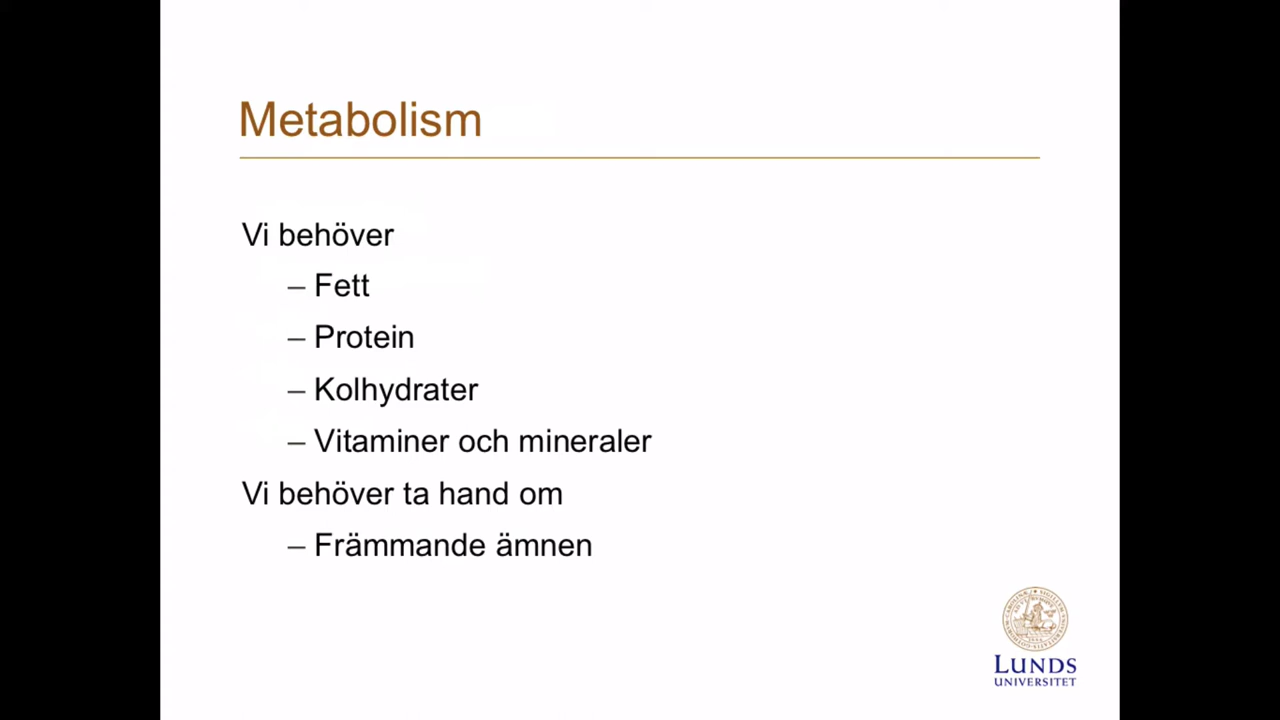 Metabolism
Vi behöver
– Fett
– Protein
– Kolhydrater
– Vitaminer och mineraler
Vi behöver ta hand om
– Främmande ämnen
LUNDS
UNIVERSITET